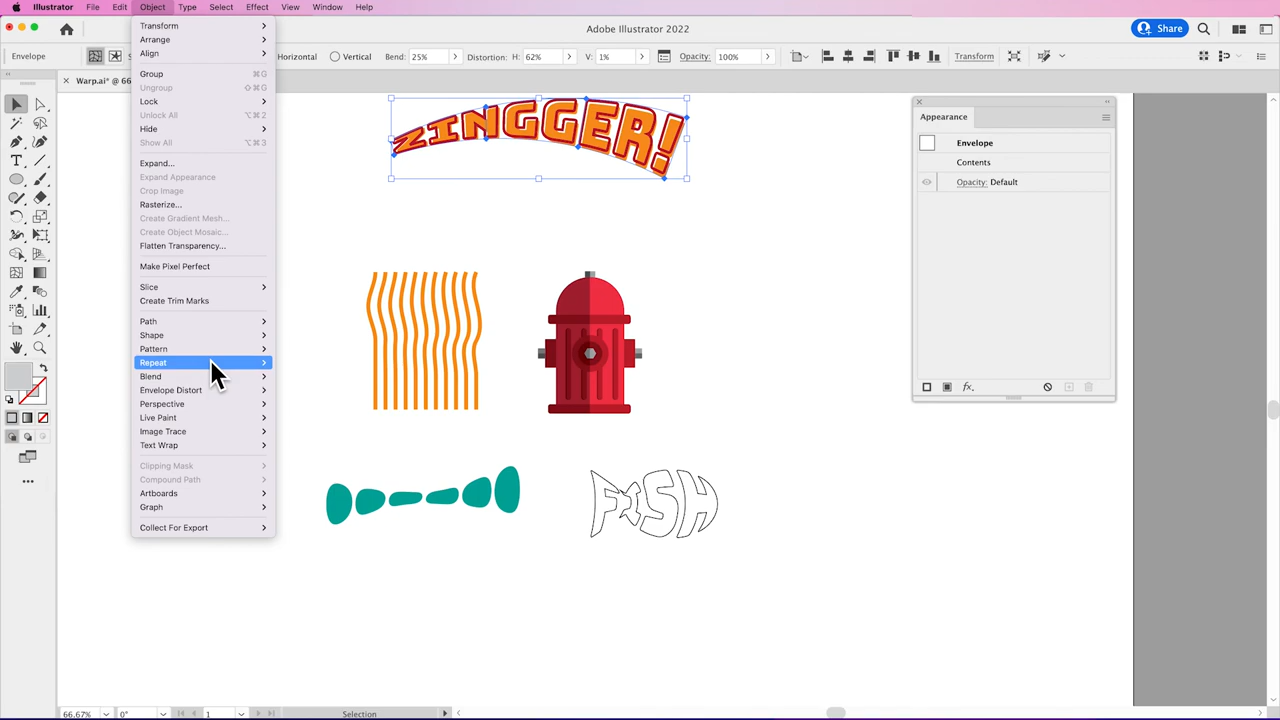 Illustrator File Edit Object Type Select Effect View Window Help
Adobe Illustrator 2022
Share
Envelope
Horizontal Vertical Bend: 25% Distortion: H: 62% V: 1% Opacity: 100% Transform
Warp.ai* @ 66
Transform
Arrange
Align
Group ⌘G
Ungroup ⇧⌘G
Lock
Unlock All ⌥⌘2
Hide
Show All ⌥⌘3
Expand...
Expand Appearance
Crop Image
Rasterize...
Create Gradient Mesh...
Create Object Mosaic...
Flatten Transparency...
Make Pixel Perfect
Slice
Create Trim Marks
Path
Shape
Pattern
Repeat
Blend
Envelope Distort
Perspective
Live Paint
Image Trace
Text Wrap
Clipping Mask
Compound Path
Artboards
Graph
Collect For Export
ZINGGER!
FISH
Appearance
Envelope
Contents
Opacity: Default
fx.
66.67% 0° 1 Selection